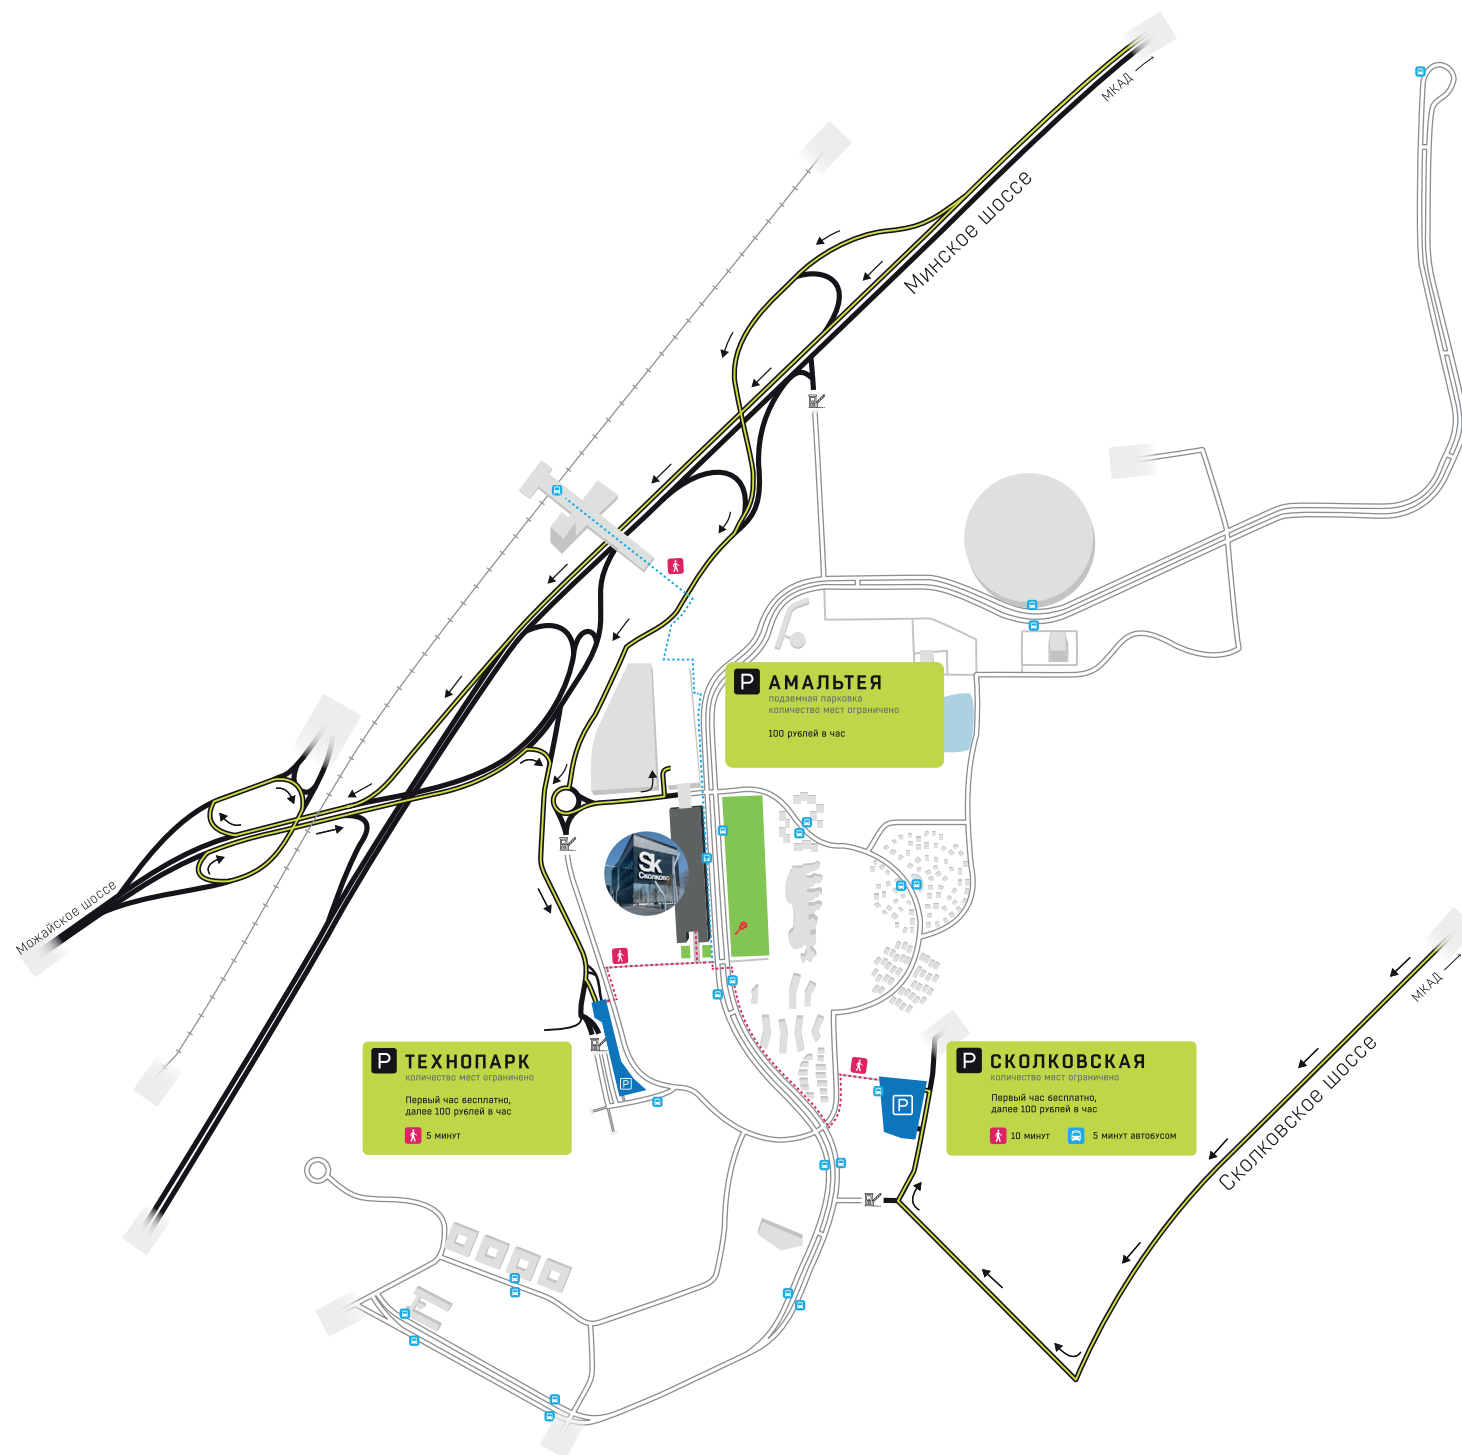 МКАД
Минское шоссе
P АМАЛЬТЕЯ
подземная парковка
количество мест ограничено
100 рублей в час
Sk
Сколково
Можайское шоссе
МКАД
Сколковское шоссе
P ТЕХНОПАРК
количество мест ограничено
Первый час бесплатно,
далее 100 рублей в час
5 минут
P
P
P СКОЛКОВСКАЯ
количество мест ограничено
Первый час бесплатно,
далее 100 рублей в час
10 минут 5 минут автобусом